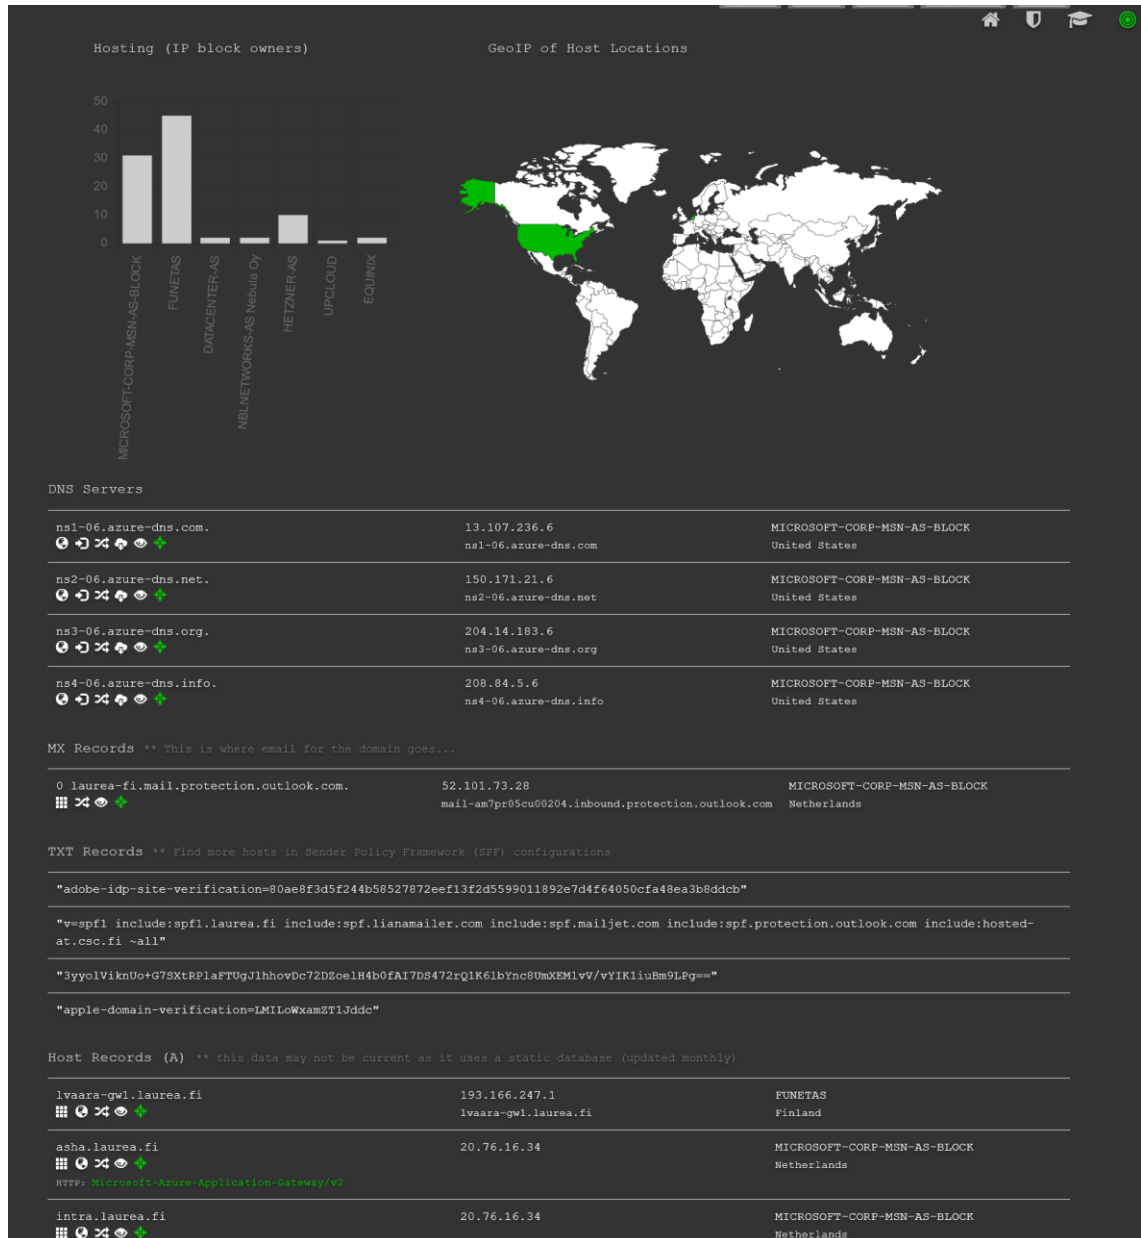 Hosting (IP block owners)
GeoIP of Host Locations
50
40
30
20
10
0
MICROSOFT-CORP-MSN-AS-BLOCK
FUNETAS
DATACENTER-AS
NBLNETWORKS-AS Nebula Oy
HETZNER-AS
UPCLOUD
EQUINIX
DNS Servers
ns1-06.azure-dns.com.
13.107.236.6
MICROSOFT-CORP-MSN-AS-BLOCK
ns1-06.azure-dns.com
United States
ns2-06.azure-dns.net.
150.171.21.6
MICROSOFT-CORP-MSN-AS-BLOCK
ns2-06.azure-dns.net
United States
ns3-06.azure-dns.org.
204.14.183.6
MICROSOFT-CORP-MSN-AS-BLOCK
ns3-06.azure-dns.org
United States
ns4-06.azure-dns.info.
208.84.5.6
MICROSOFT-CORP-MSN-AS-BLOCK
ns4-06.azure-dns.info
United States
MX Records ** This is where email for the domain goes...
0 laurea-fi.mail.protection.outlook.com.
52.101.73.28
MICROSOFT-CORP-MSN-AS-BLOCK
mail-am7pr05cu00204.inbound.protection.outlook.com
Netherlands
TXT Records ** Find more hosts in Sender Policy Framework (SPF) configurations
"adobe-idp-site-verification=80ae8f3d5f244b58527872eef13f2d5599011892e7d4f64050cfa48ea3b8ddcb"
"v=spf1 include:spf1.laurea.fi include:spf.lianamailer.com include:spf.mailjet.com include:spf.protection.outlook.com include:hosted-
at.csc.fi ~all"
"3yyolViknUo+G7SXtRPlaFTUgJlhhovDc72DZoelH4b0fAI7DS472rQ1K6lbYnc8UmXEM1vV/vYIK1iuBm9LPg=="
"apple-domain-verification=LMILoWxamZT1Jddc"
Host Records (A) ** this data may not be current as it uses a static database (updated monthly)
lvaara-gw1.laurea.fi
193.166.247.1
FUNETAS
lvaara-gw1.laurea.fi
Finland
asha.laurea.fi
20.76.16.34
MICROSOFT-CORP-MSN-AS-BLOCK
Netherlands
HTTP: Microsoft-Azure-Application-Gateway/v2
intra.laurea.fi
20.76.16.34
MICROSOFT-CORP-MSN-AS-BLOCK
Netherlands